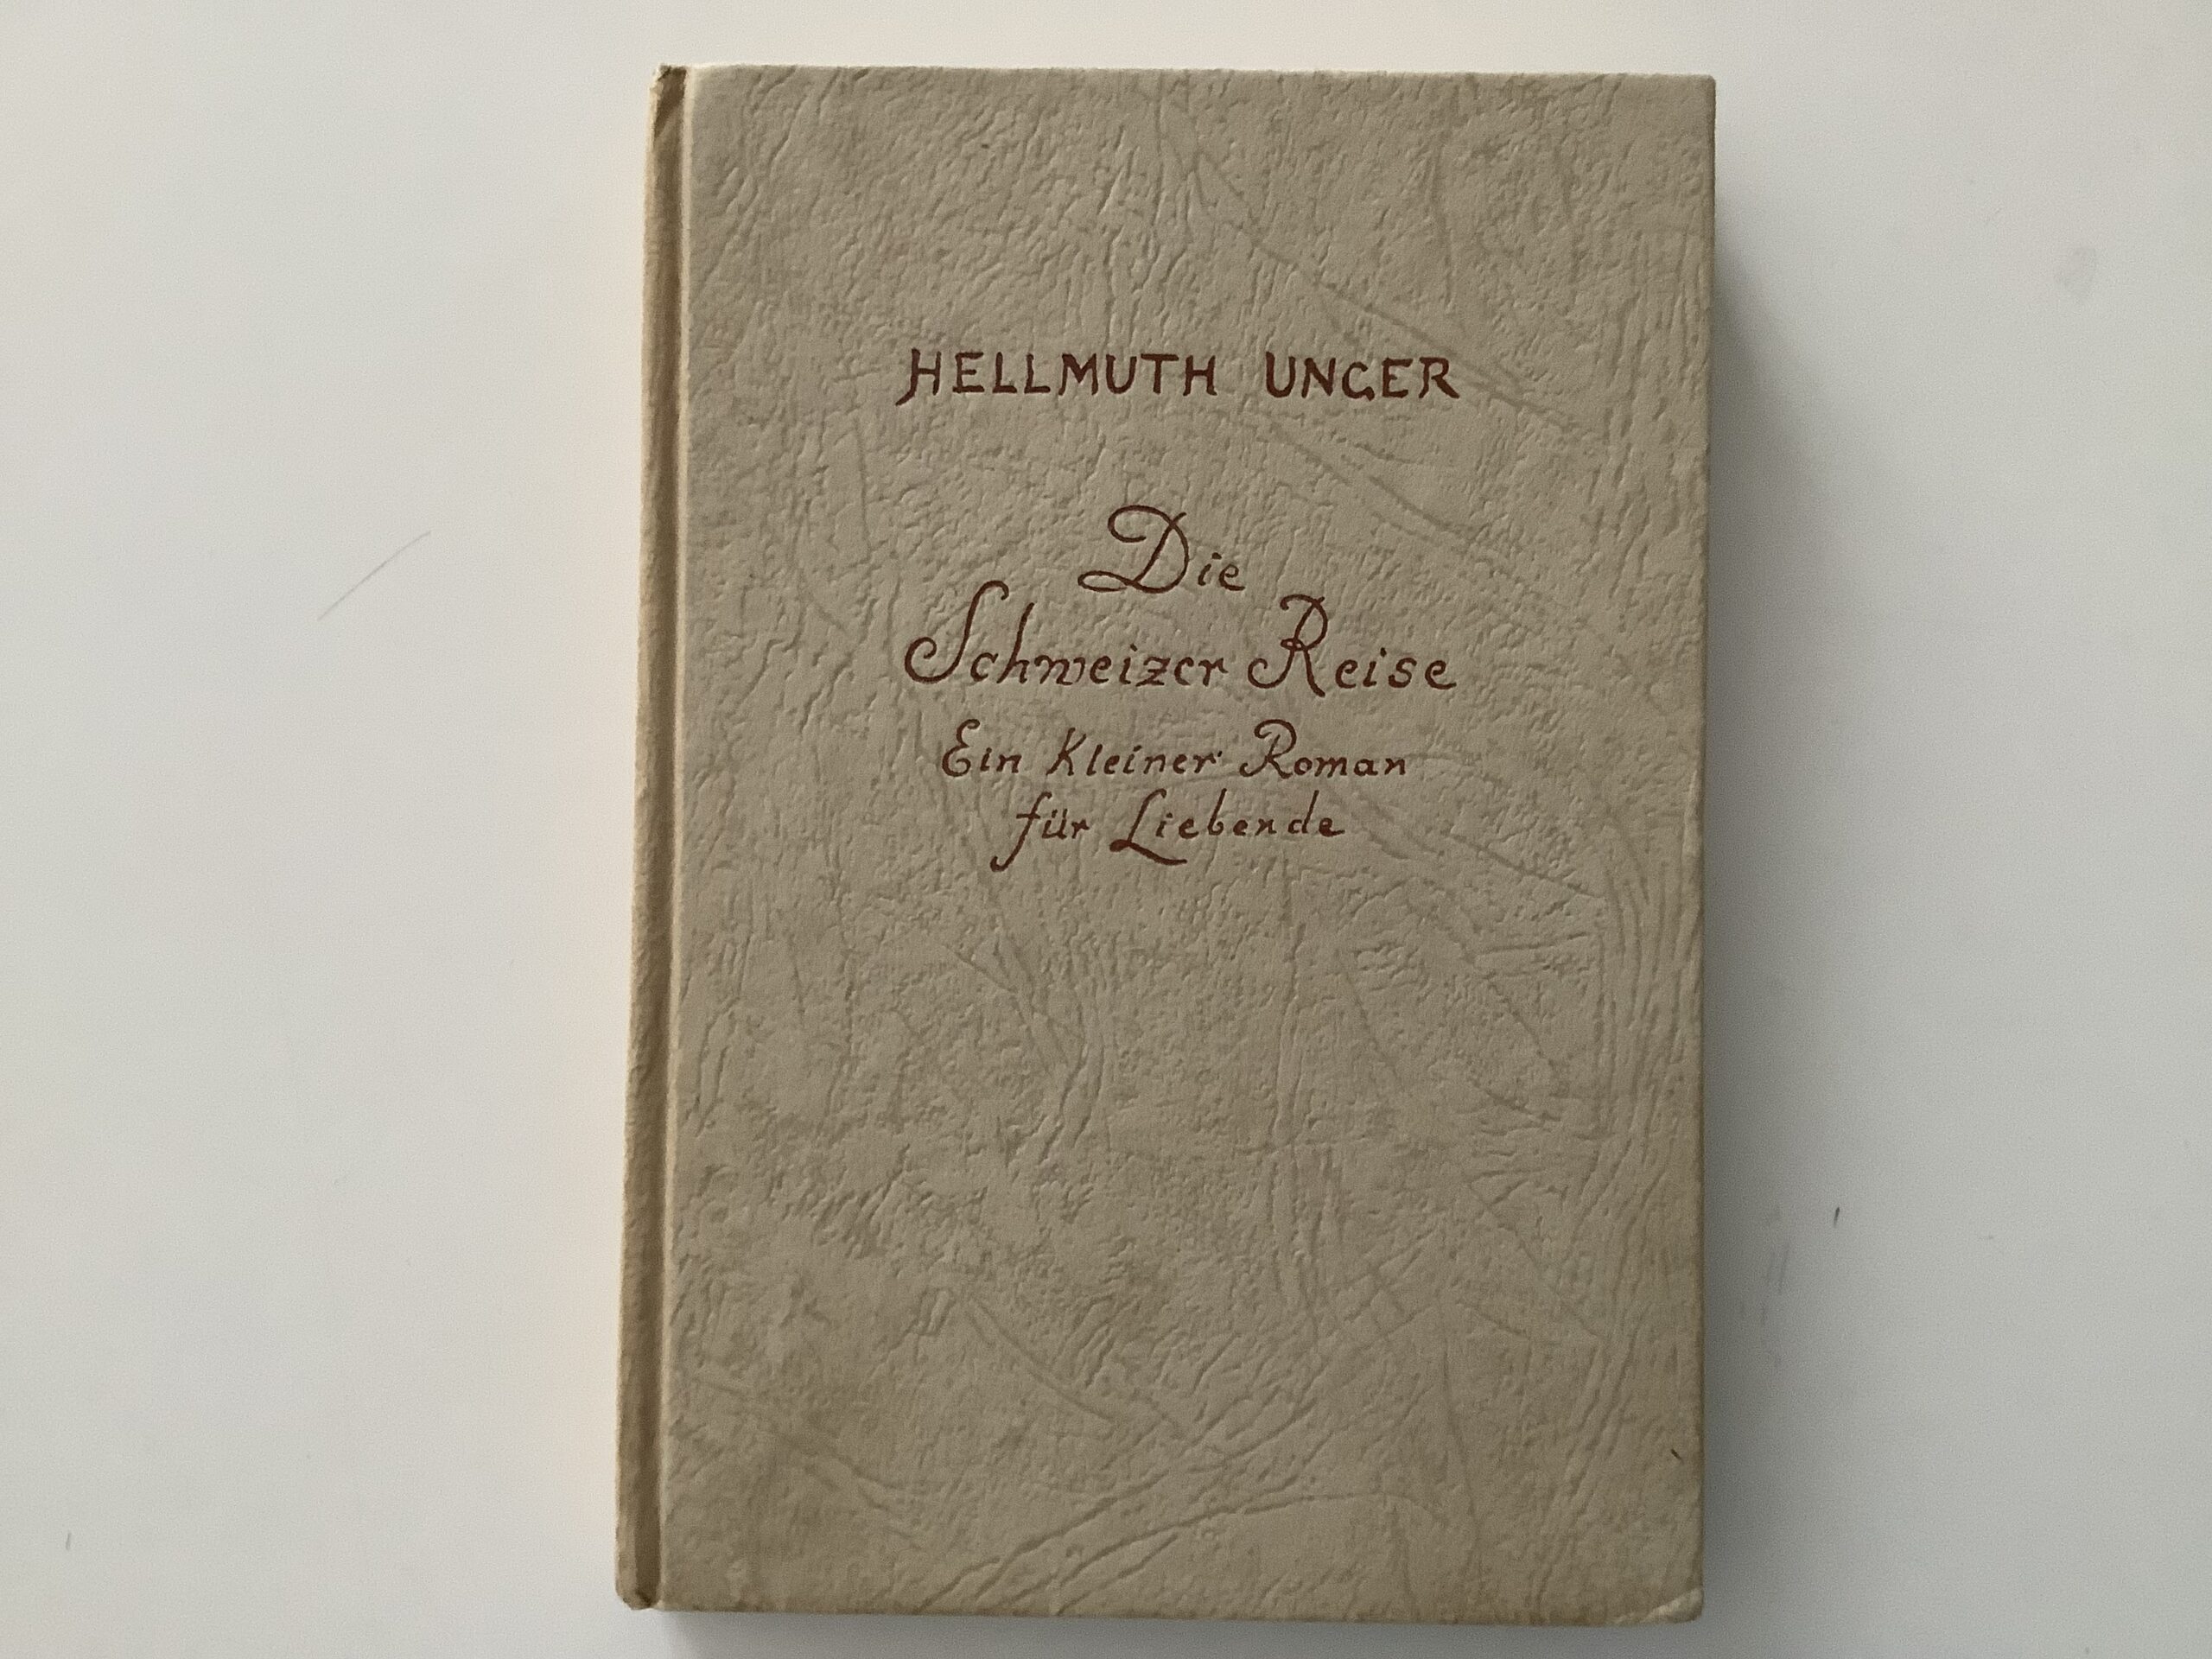 HELLMUTH UNGER
Die
Schweizer Reise
Ein Kleiner Roman
für Liebende